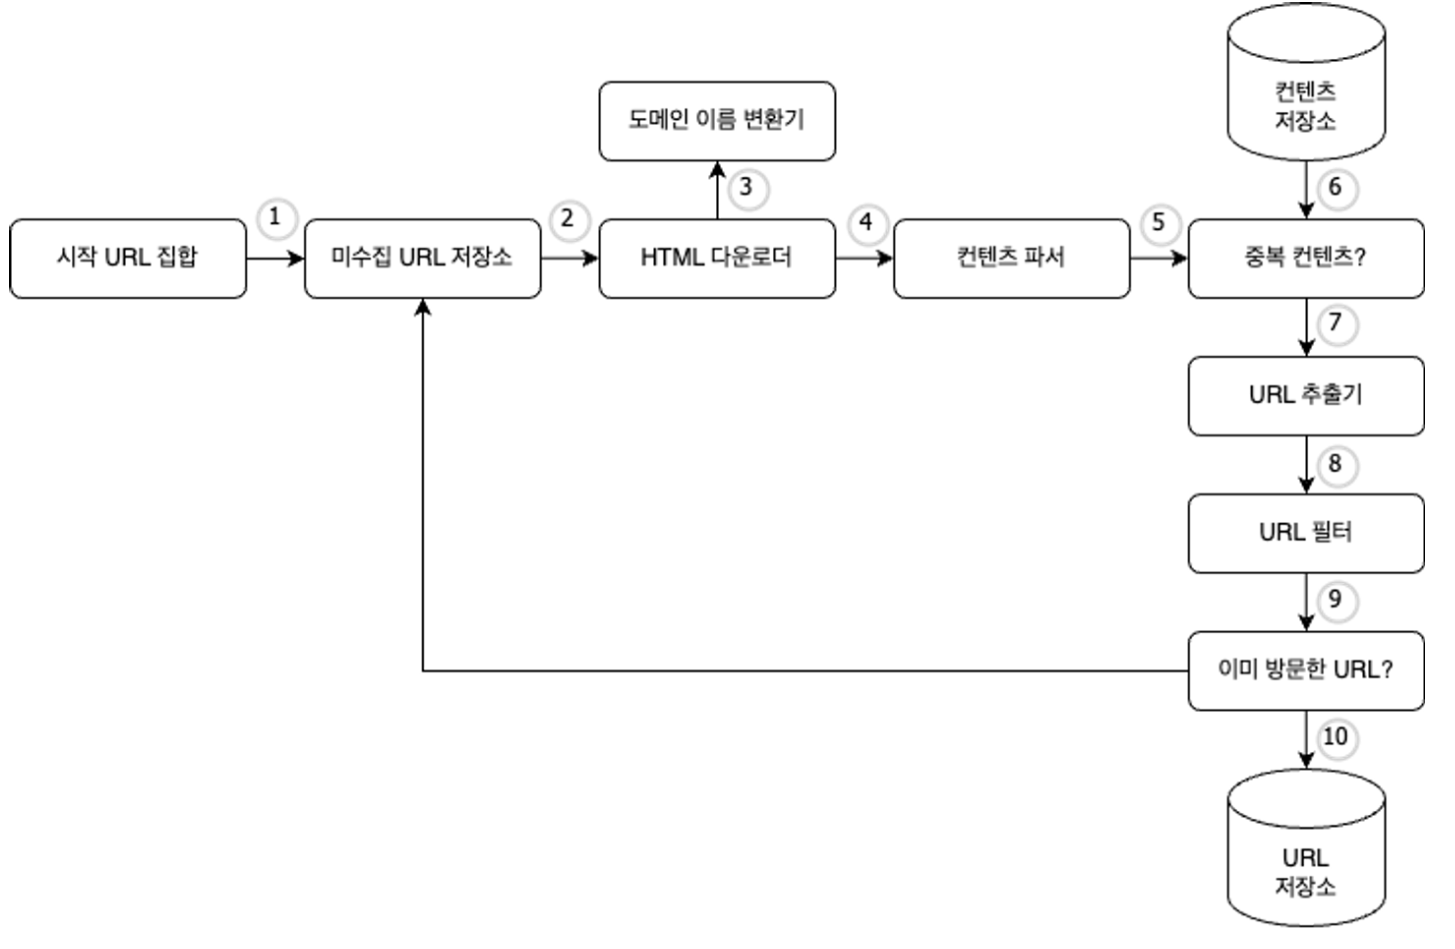 컨텐츠
저장소
도메인 이름 변환기
3
6
1
2
4
5
시작 URL 집합
미수집 URL 저장소
HTML 다운로더
컨텐츠 파서
중복 컨텐츠?
7
URL 추출기
8
URL 필터
9
이미 방문한 URL?
10
URL
저장소